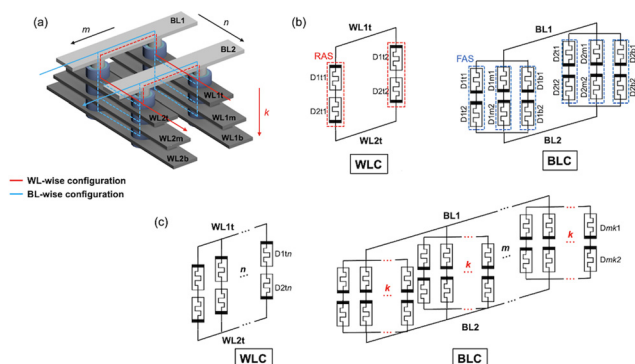 (a)
m
n
BL1
BL2
WL1t
WL2t
WL1m
WL2m
WL1b
WL2b
k
WL-wise configuration
BL-wise configuration
(b)
WL1t
RAS
D1t1
D2t1
D1t2
D2t2
WL2t
WLC
BL1
FAS
D1t1
D1m1
D1b1
D1t2
D1m2
D1b2
D2t1
D2m1
D2b1
D2t2
D2m2
D2b2
BL2
BLC
(c)
WL1t
n
D1tn
D2tn
WL2t
WLC
BL1
k
k
m
k
Dmk1
Dmk2
BL2
BLC